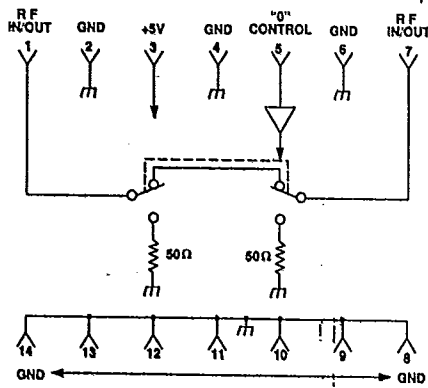 RF IN/OUT GND +5V GND "0" CONTROL GND RF IN/OUT
1 2 3 4 5 6 7
50Ω 50Ω
14 13 12 11 10 9 8
GND GND